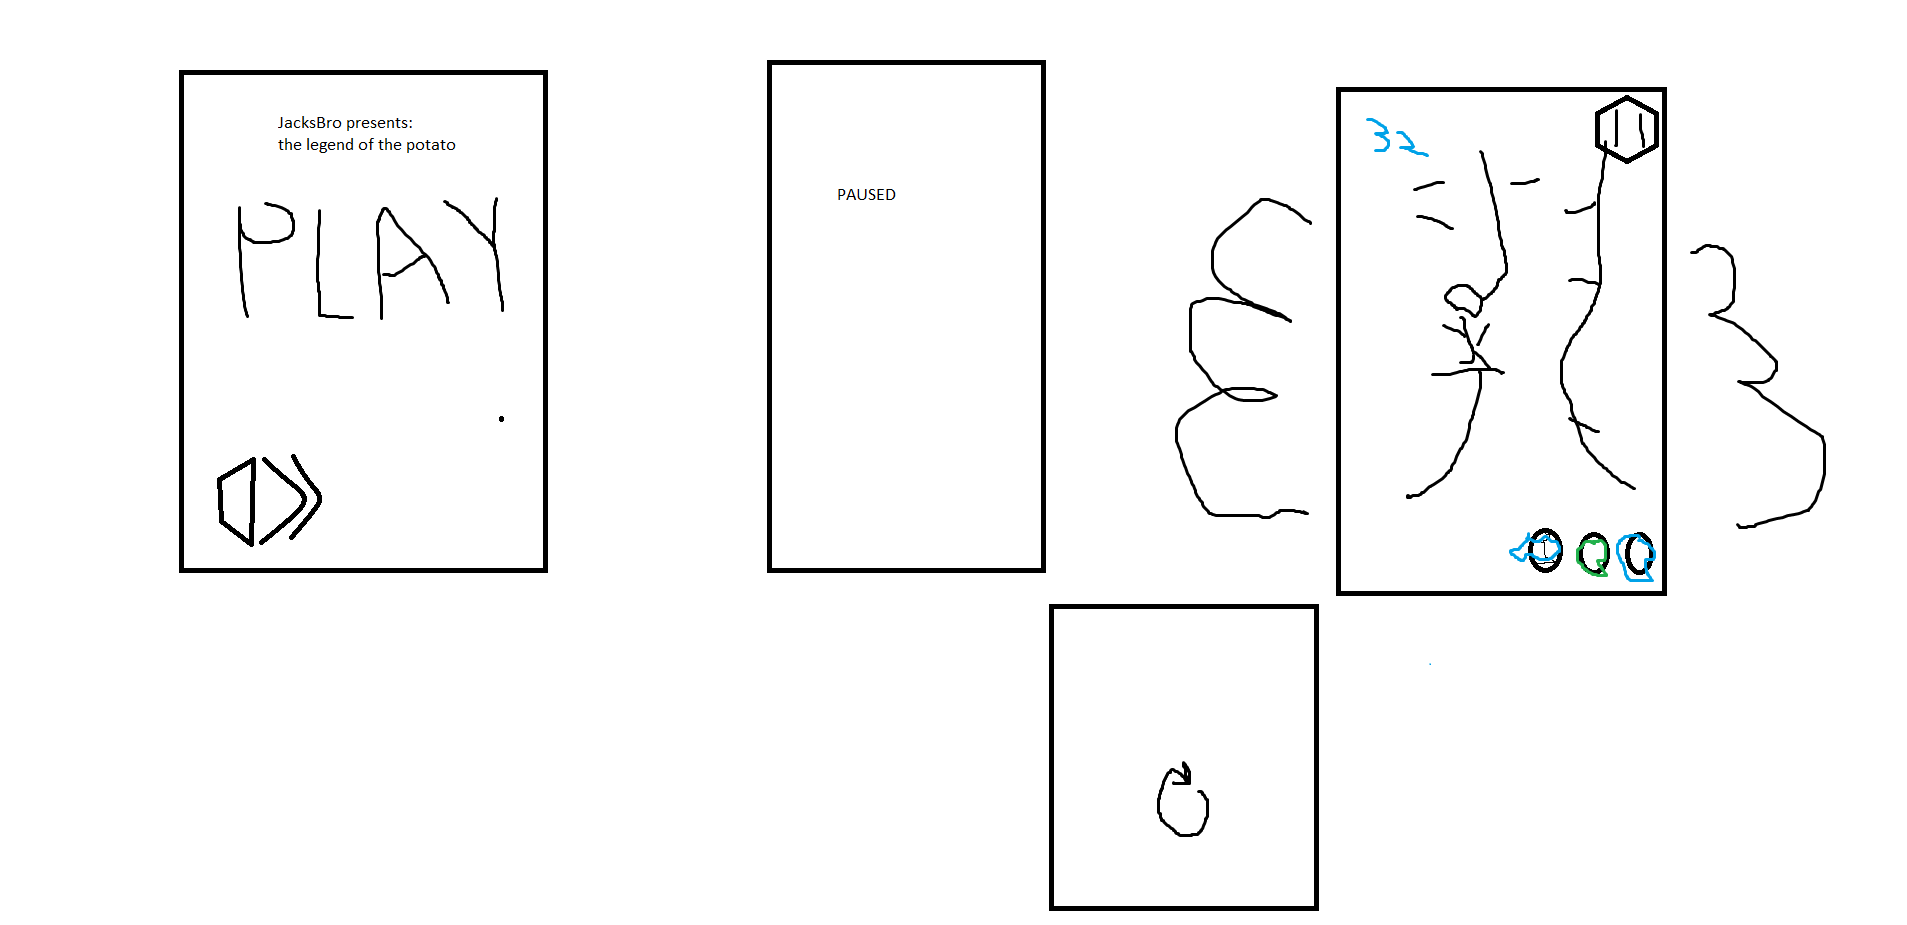 JacksBro presents:
the legend of the potato
PLAY
PAUSED
32